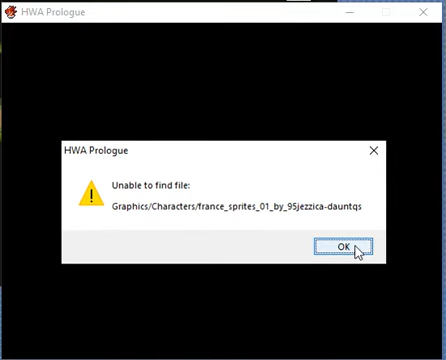 HWA Prologue
HWA Prologue
Unable to find file:
Graphics/Characters/france_sprites_01_by_95jezzica-dauntqs
OK